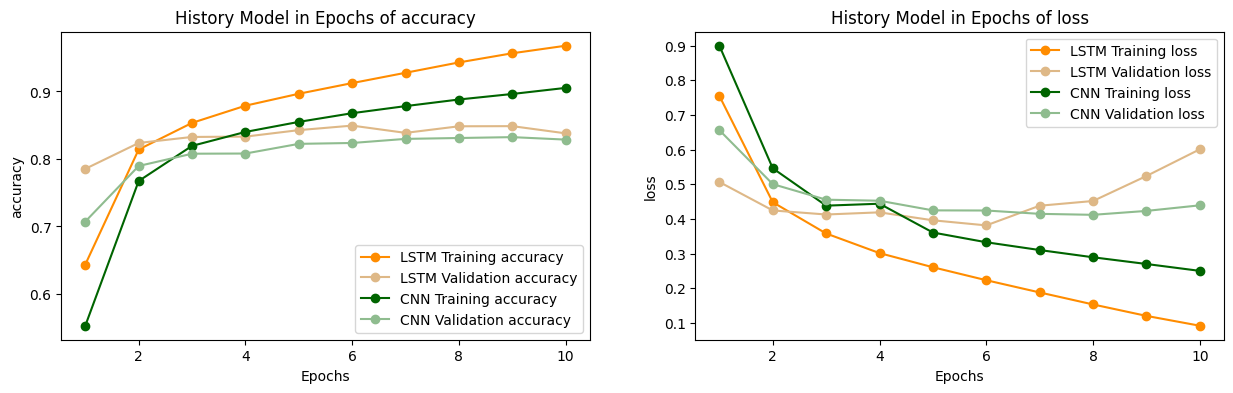 History Model in Epochs of accuracy
accuracy
0.9
0.8
0.7
0.6
LSTM Training accuracy
LSTM Validation accuracy
CNN Training accuracy
CNN Validation accuracy
2 4 6 8 10
Epochs
History Model in Epochs of loss
loss
0.9
0.8
0.7
0.6
0.5
0.4
0.3
0.2
0.1
LSTM Training loss
LSTM Validation loss
CNN Training loss
CNN Validation loss
2 4 6 8 10
Epochs